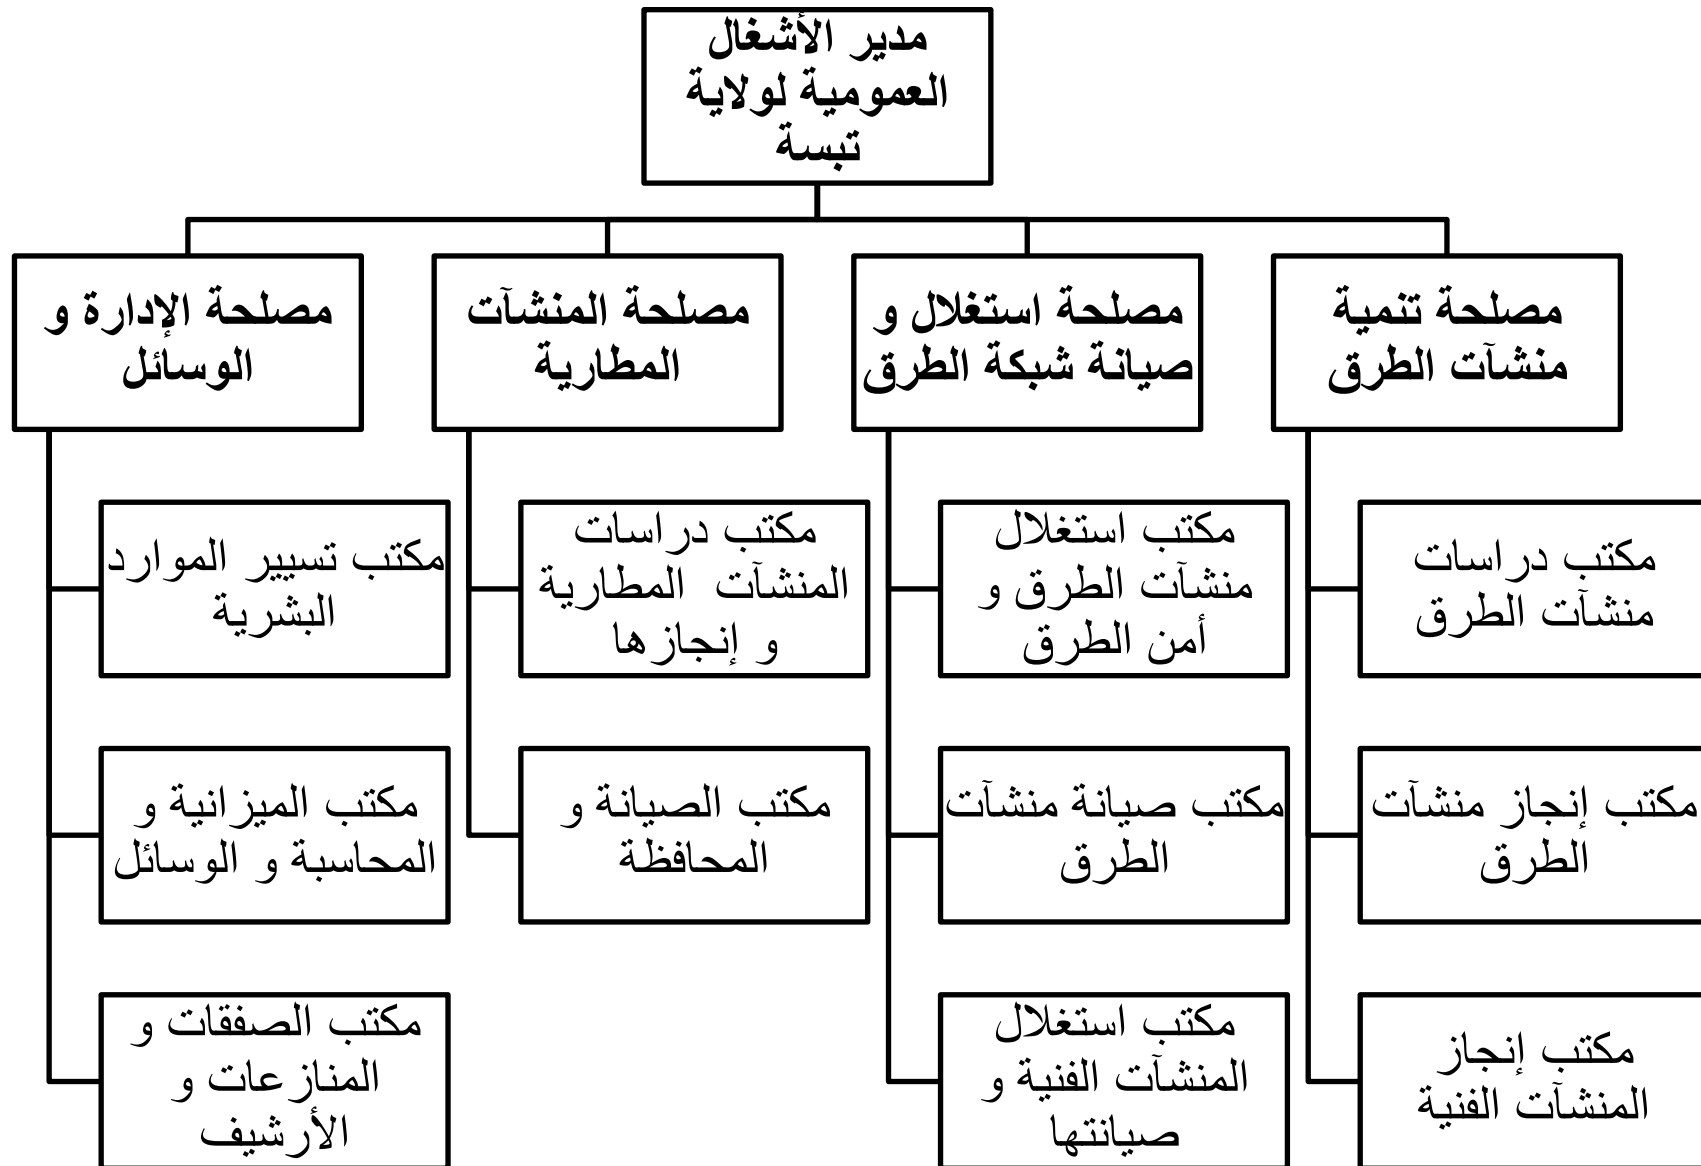 مدير الأشغال
العمومية لولاية
تبسة
مصلحة تنمية
منشآت الطرق
مصلحة استغلال و
صيانة شبكة الطرق
مصلحة المنشآت
المطارية
مصلحة الإدارة و
الوسائل
مكتب دراسات
منشآت الطرق
مكتب استغلال
منشآت الطرق و
أمن الطرق
مكتب دراسات
المنشآت المطارية
و إنجازها
مكتب تسيير الموارد
البشرية
مكتب إنجاز منشآت
الطرق
مكتب صيانة منشآت
الطرق
مكتب الصيانة و
المحافظة
مكتب الميزانية و
المحاسبة و الوسائل
مكتب إنجاز
المنشآت الفنية
مكتب استغلال
المنشآت الفنية و
صيانتها
مكتب الصفقات و
المنازعات و
الأرشيف